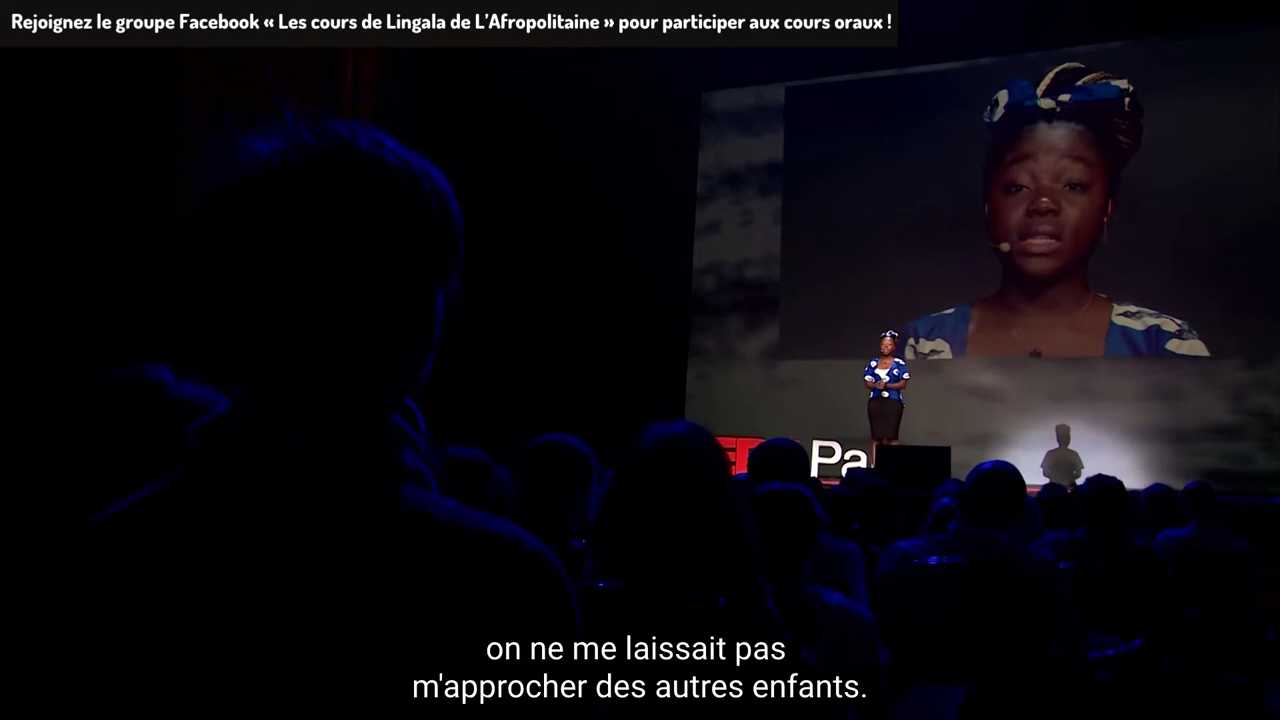 Rejoignez le groupe Facebook « Les cours de Lingala de L’Afropolitaine » pour participer aux cours oraux !
Pa
on ne me laissait pas
m'approcher des autres enfants.